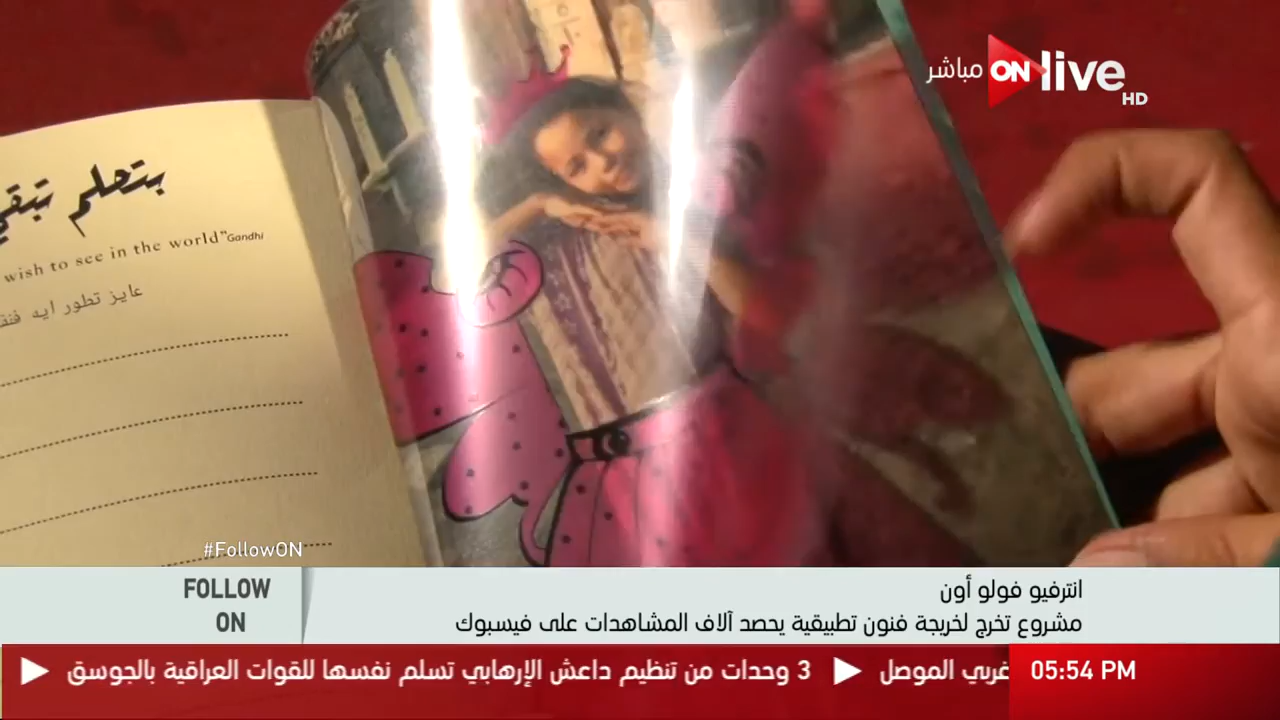 مباشر ON live HD
بتحلم تبقي
wish to see in the world” Gandhi
عايز تطور ايه
#FollowON
FOLLOW ON
انترفيو فولو أون
مشروع تخرج لخريجة فنون تطبيقية يحصد آلاف المشاهدات على فيسبوك
غربي الموصل ◀ 3 وحدات من تنظيم داعش الإرهابي تسلم نفسها للقوات العراقية بالجوسق
05:54 PM